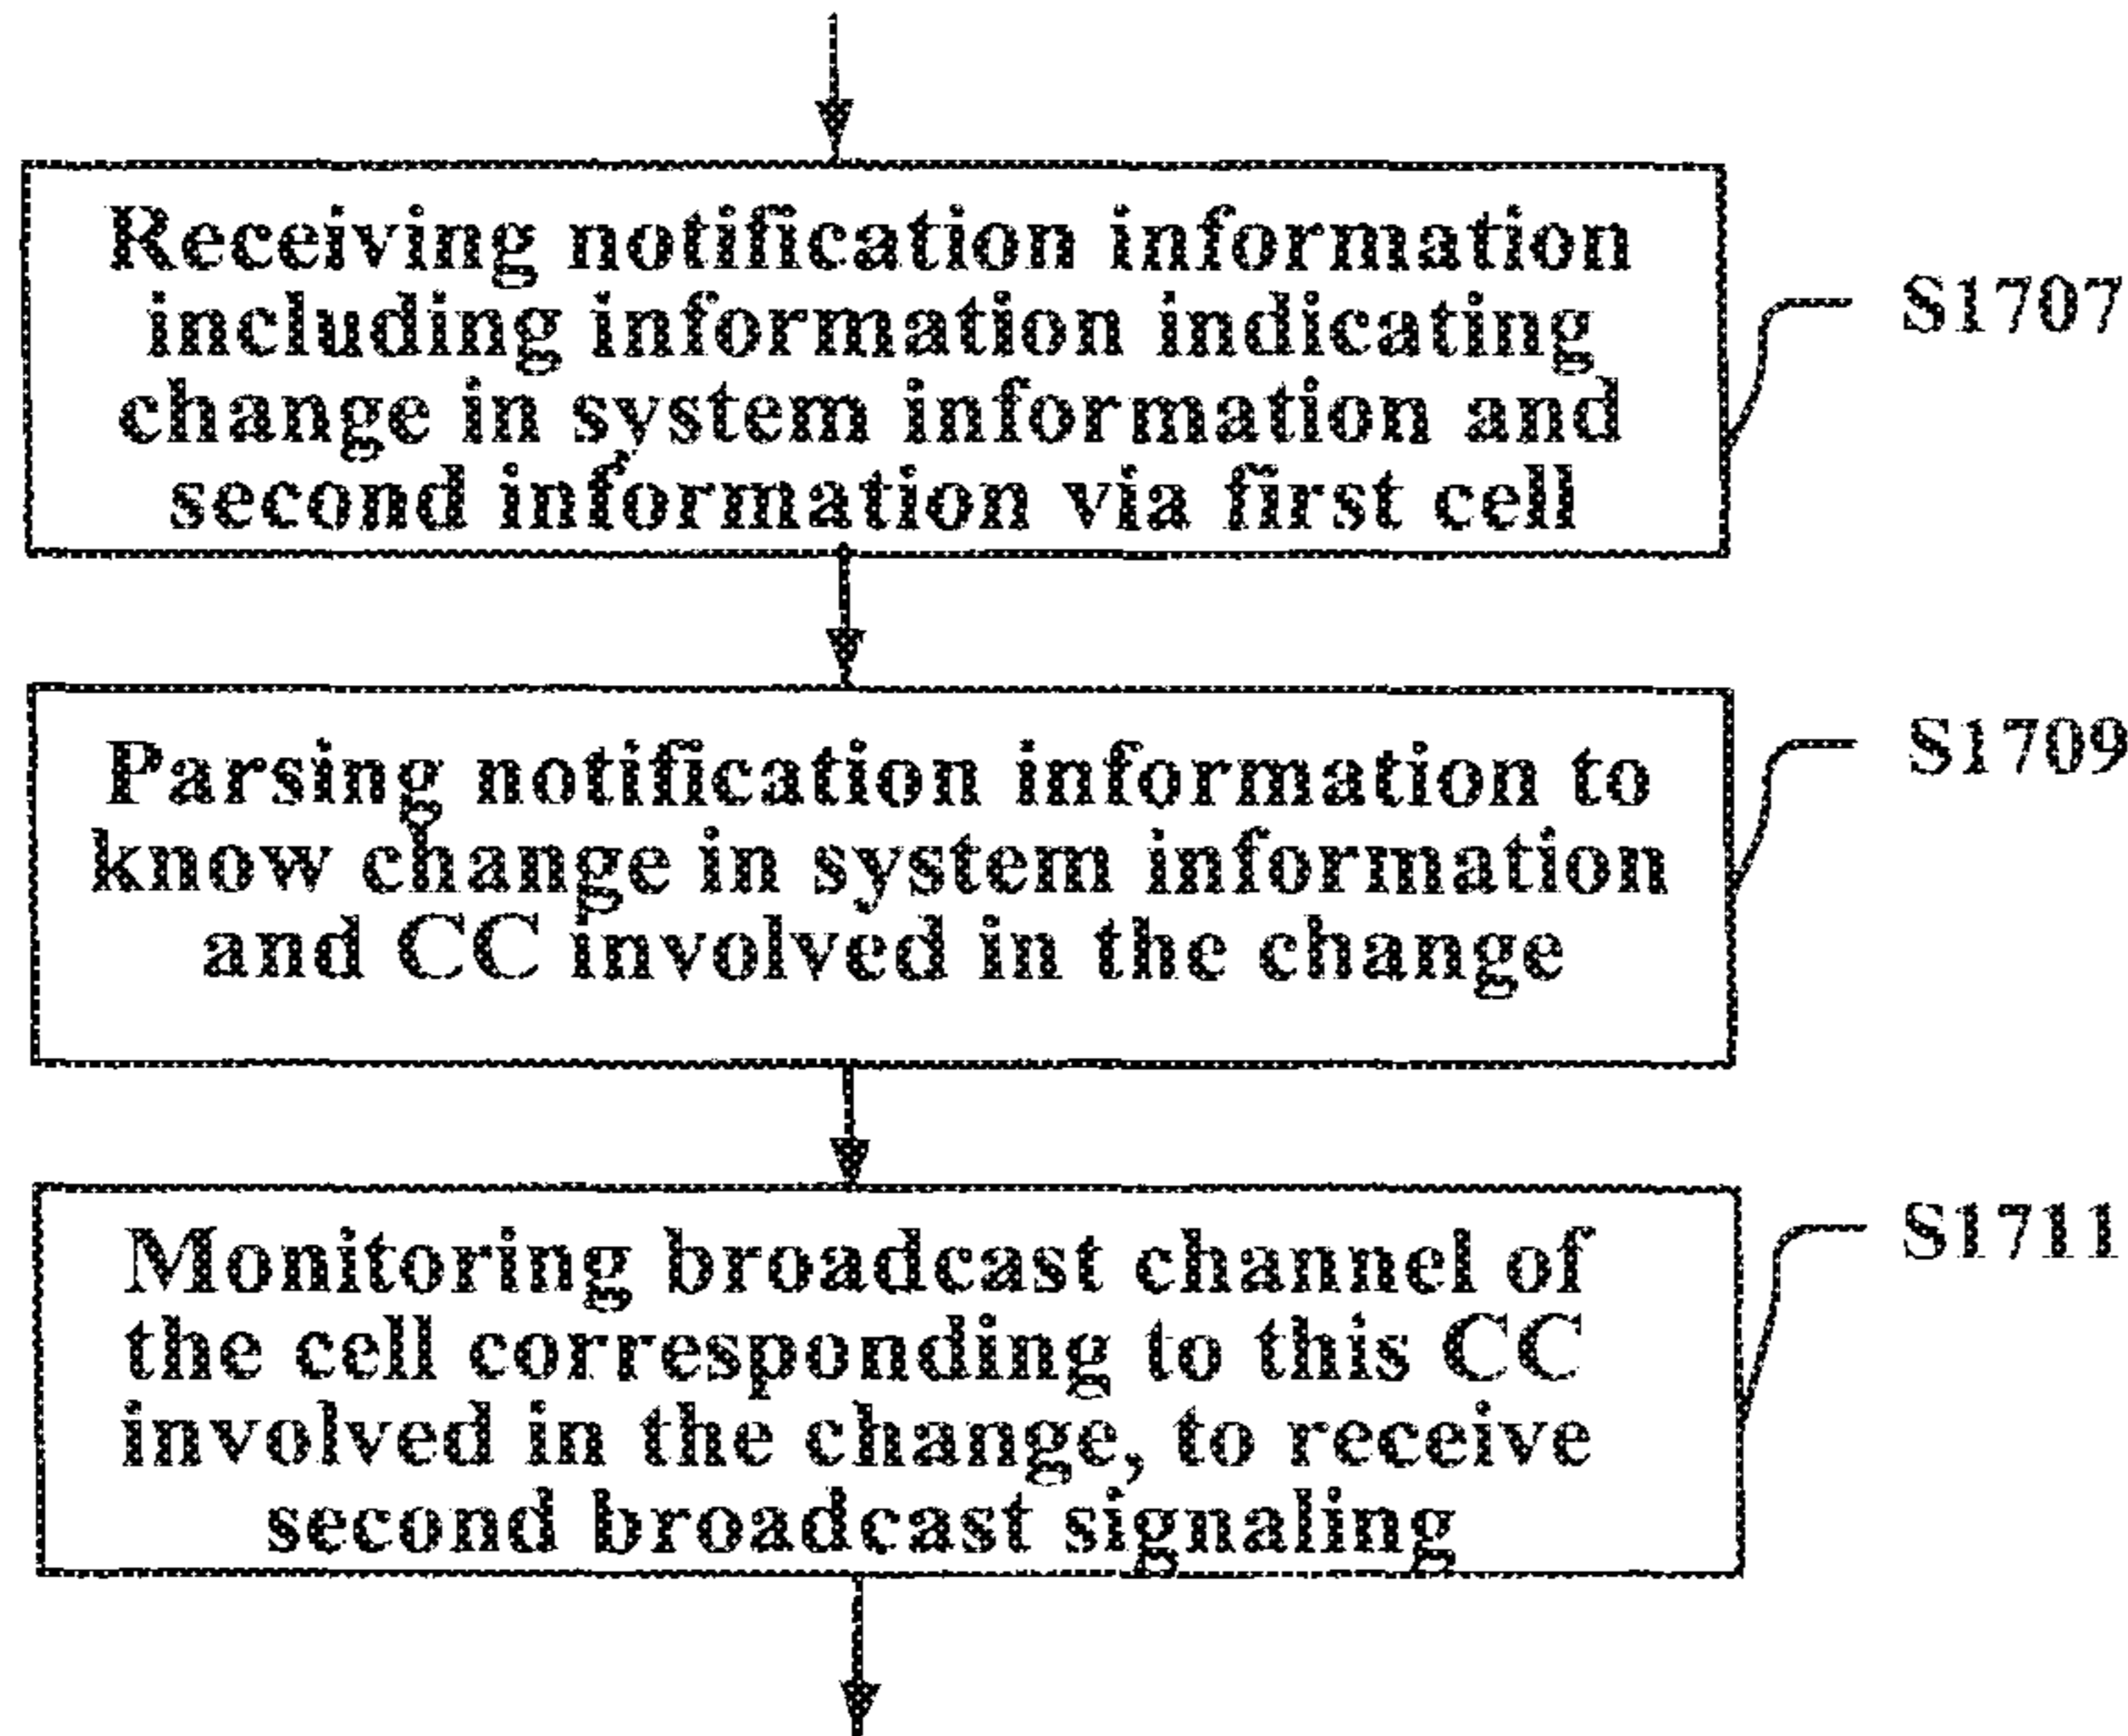 Receiving notification information
including information indicating
change in system information and
second information via first cell
S1707
Parsing notification information to
know change in system information
and CC involved in the change
S1709
Monitoring broadcast channel of
the cell corresponding to this CC
involved in the change, to receive
second broadcast signaling
S1711